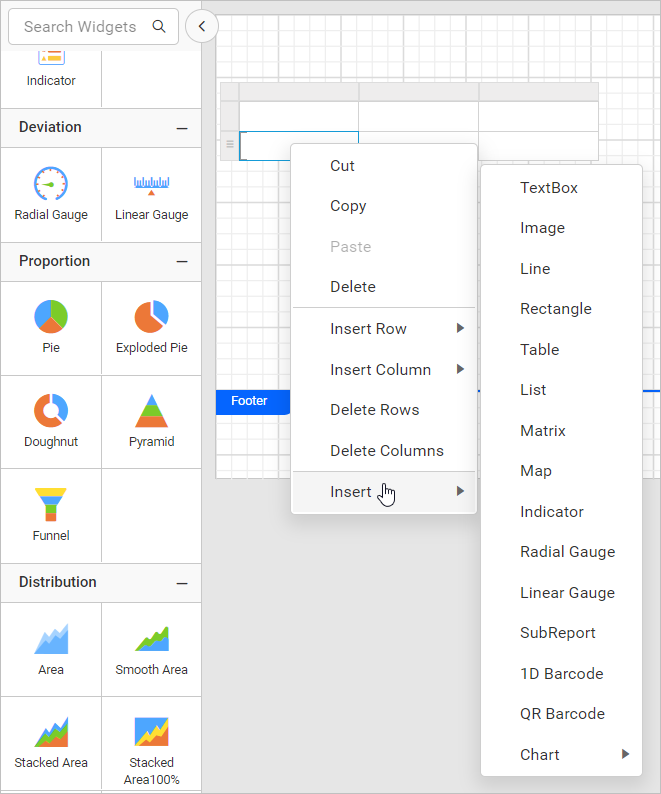 Search Widgets
Indicator
Deviation
Radial Gauge
Linear Gauge
Proportion
Pie
Exploded Pie
Doughnut
Pyramid
Funnel
Distribution
Area
Smooth Area
Stacked Area
Stacked
Area100%
Footer
Cut
Copy
Paste
Delete
Insert Row
Insert Column
Delete Rows
Delete Columns
Insert
TextBox
Image
Line
Rectangle
Table
List
Matrix
Map
Indicator
Radial Gauge
Linear Gauge
SubReport
1D Barcode
QR Barcode
Chart